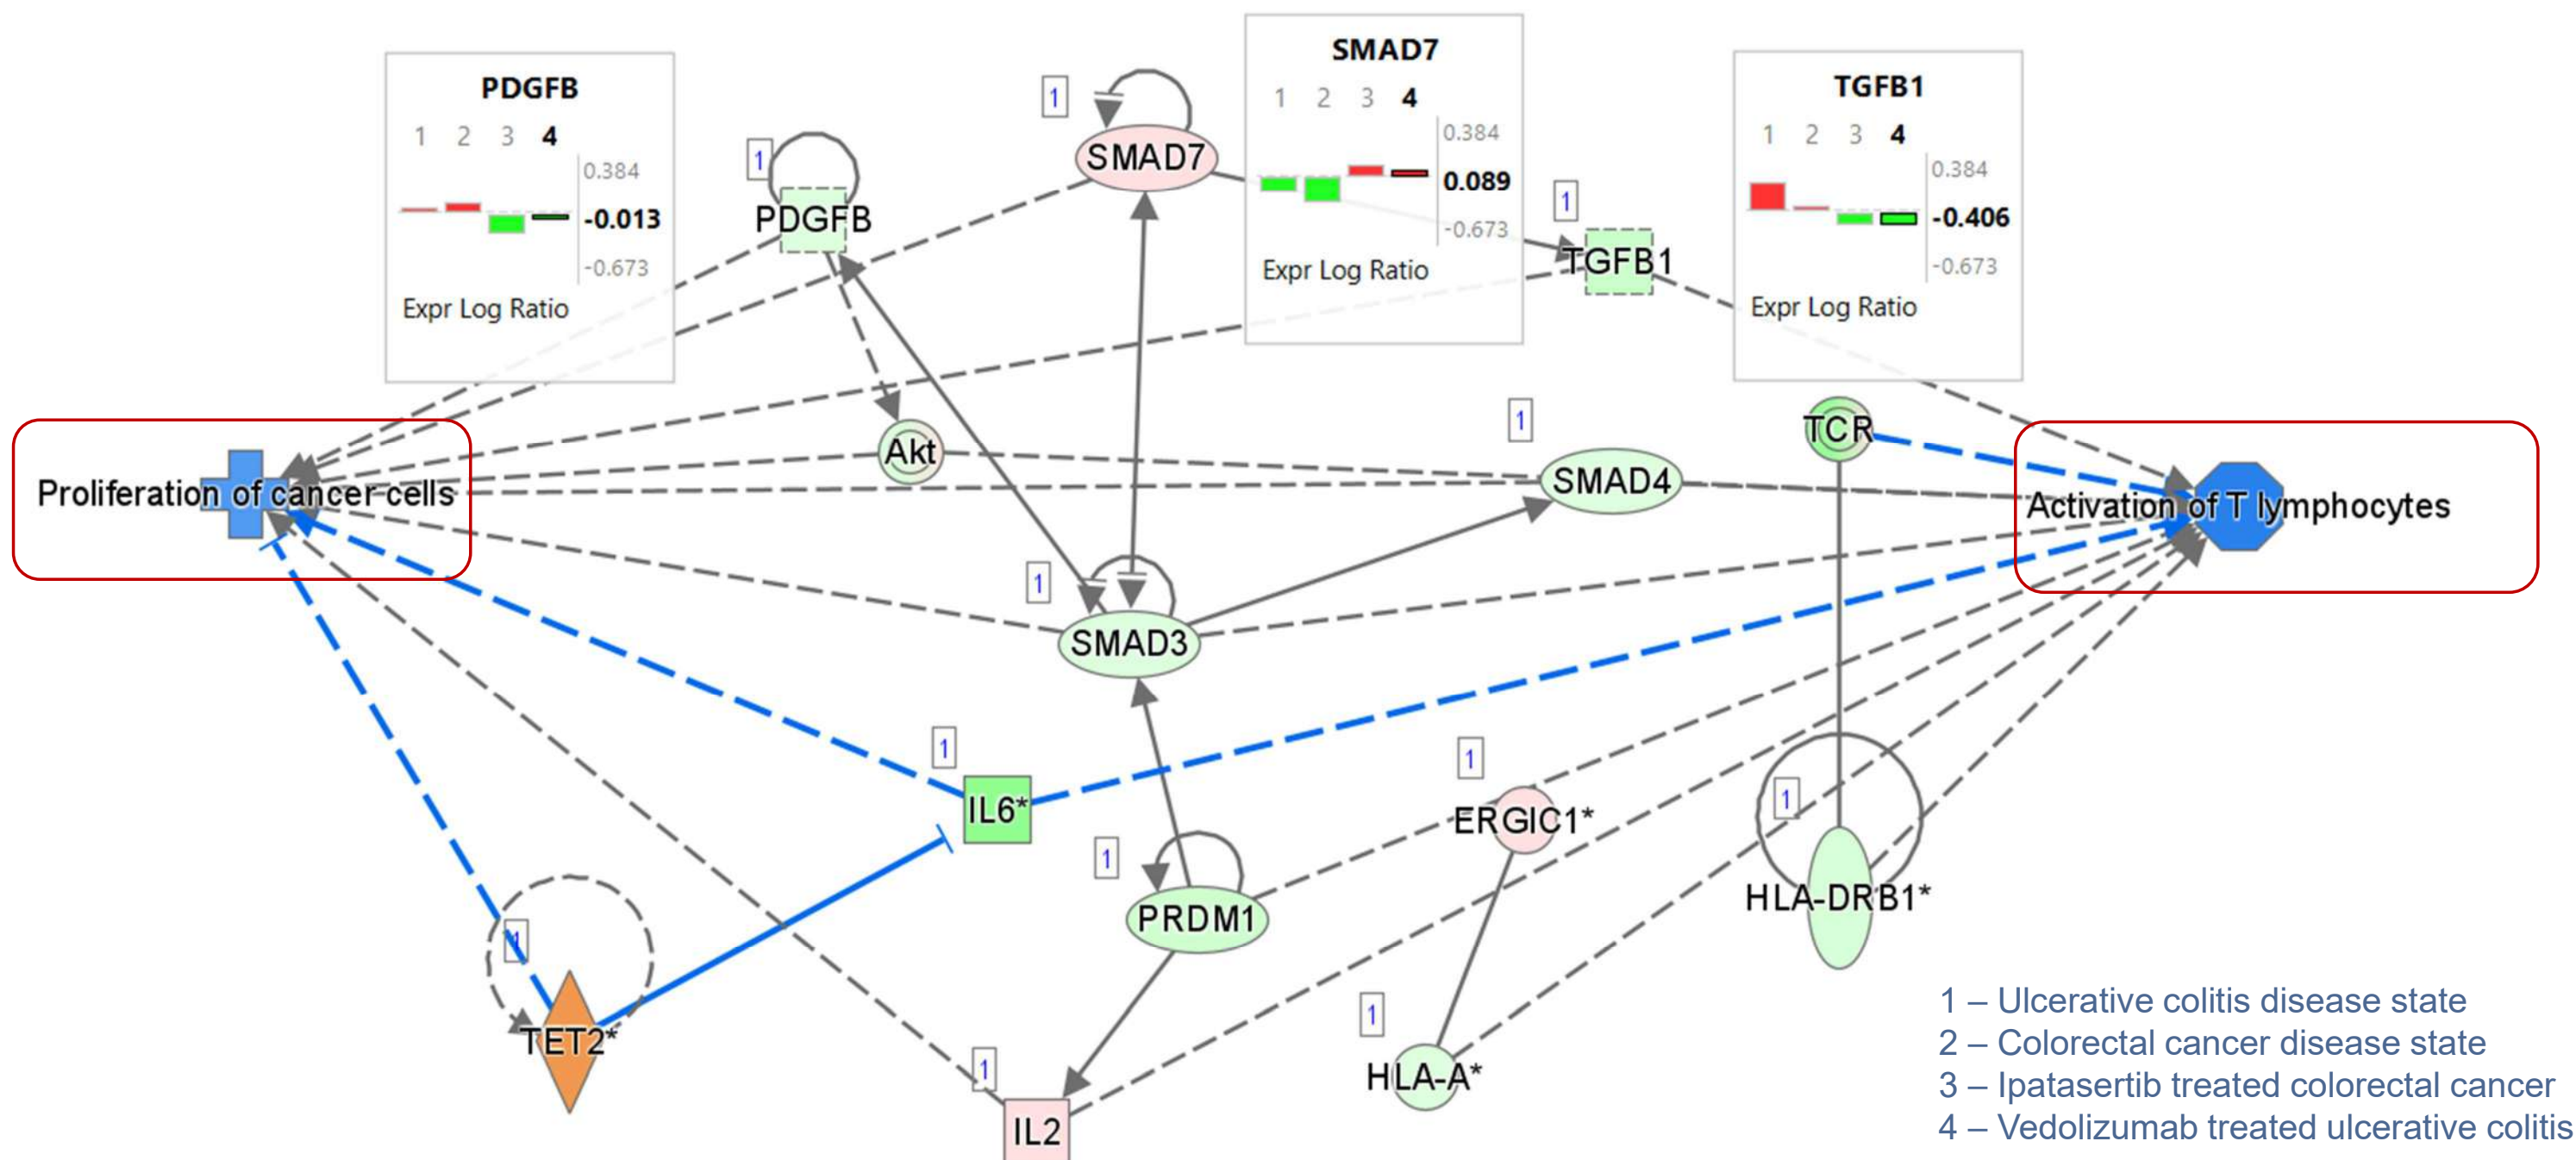 PDGFB
1 2 3 4
0.384
-0.013
-0.673
Expr Log Ratio
SMAD7
1 2 3 4
0.384
0.089
-0.673
Expr Log Ratio
TGFB1
1 2 3 4
0.384
-0.406
-0.673
Expr Log Ratio
1
SMAD7
1
PDGFB
1
TGFB1
Akt
1
SMAD4
TCR
Proliferation of cancer cells
Activation of T lymphocytes
1
SMAD3
1
IL6*
1
ERGIC1*
1
HLA-DRB1*
1
PRDM1
1
TET2*
1
HLA-A*
1
IL2
1 – Ulcerative colitis disease state
2 – Colorectal cancer disease state
3 – Ipatasertib treated colorectal cancer
4 – Vedolizumab treated ulcerative colitis